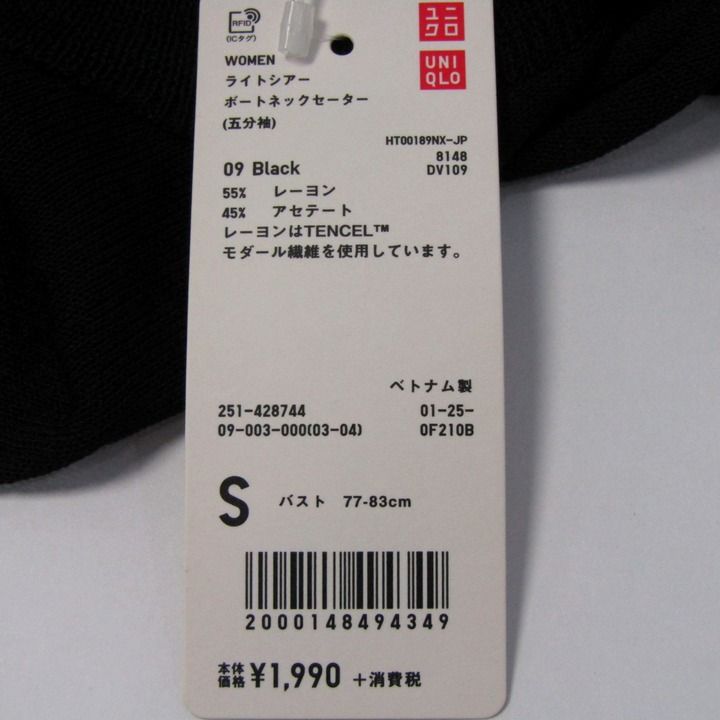 RFID
(ICタグ)
ユニ
クロ
UNI
QLO
WOMEN
ライトシアー
ボートネックセーター
(五分袖)
HT00189NX-JP
8148
DV109
09 Black
55% レーヨン
45% アセテート
レーヨンはTENCEL™
モダール繊維を使用しています。
ベトナム製
251-428744 01-25-
09-003-000(03-04) 0F210B
S バスト 77-83cm
2000148494349
本体価格 ¥1,990 +消費税